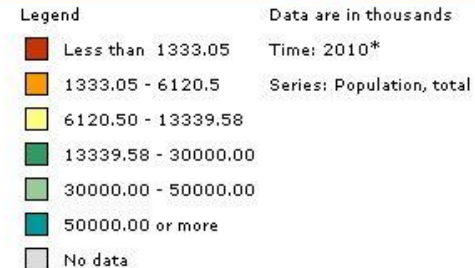 Legend
Data are in thousands
Less than 1333.05
Time: 2010*
1333.05 - 6120.5
Series: Population, total
6120.50 - 13339.58
13339.58 - 30000.00
30000.00 - 50000.00
50000.00 or more
No data